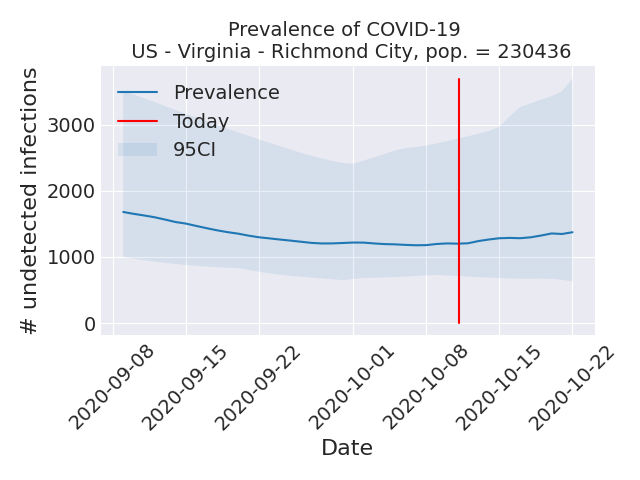 Prevalence of COVID-19
US - Virginia - Richmond City, pop. = 230436
# undetected infections
3000
2000
1000
0
Prevalence
Today
95CI
2020-09-08
2020-09-15
2020-09-22
2020-10-01
2020-10-08
2020-10-15
2020-10-22
Date